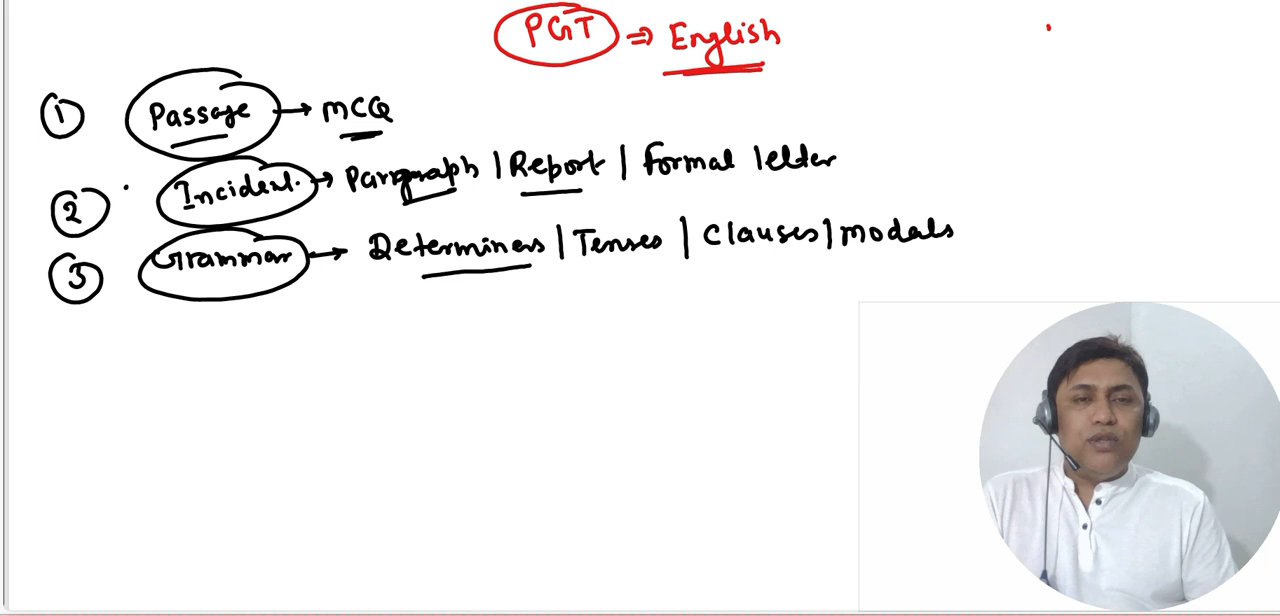 PGT ⇒ English
① Passage → MCQ
② Incident. → Paragraph | Report | Formal letter
③ Grammar → Determiners | Tenses | Clauses | Modals